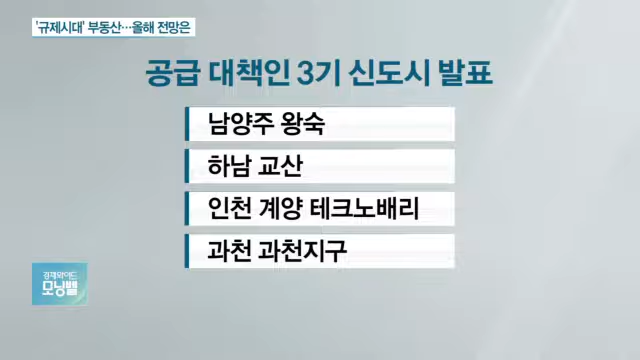 '규제시대' 부동산…올해 전망은
공급 대책인 3기 신도시 발표
남양주 왕숙
하남 교산
인천 계양 테크노배리
과천 과천지구
경제와이드
모닝벨